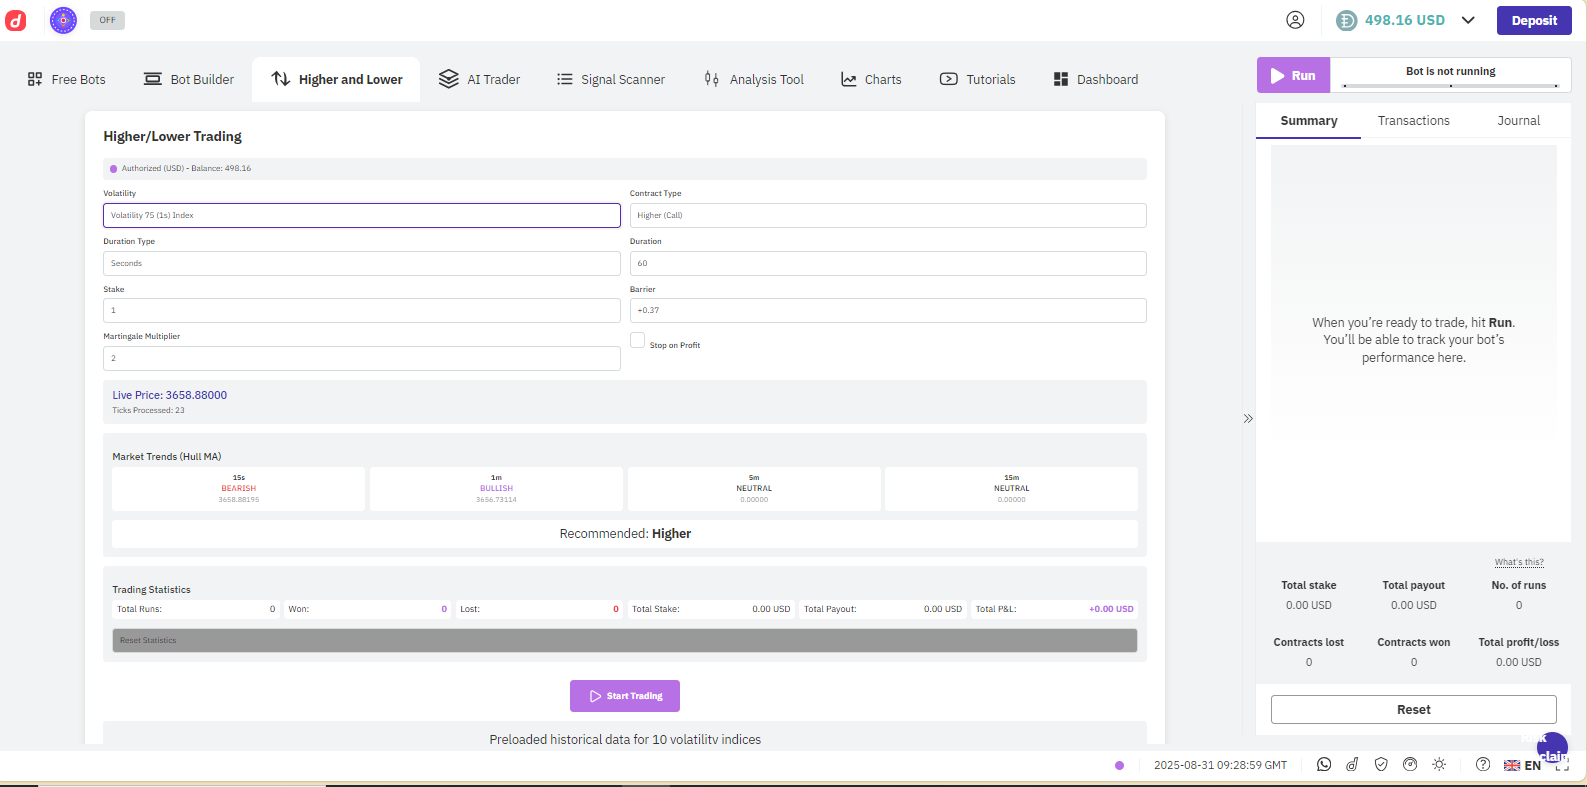 OFF
498.16 USD
Deposit
Free Bots
Bot Builder
Higher and Lower
AI Trader
Signal Scanner
Analysis Tool
Charts
Tutorials
Dashboard
Run
Bot is not running
Higher/Lower Trading
Authorized (USD) - Balance: 498.16
Volatility
Contract Type
Volatility 75 (1s) Index
Higher (Call)
Duration Type
Duration
Seconds
60
Stake
Barrier
1
+0.37
Martingale Multiplier
Stop on Profit
2
Live Price: 3658.88000
Ticks Processed: 23
Market Trends (Hull MA)
15s
BEARISH
3658.88195
1m
BULLISH
3656.73114
5m
NEUTRAL
0.00000
15m
NEUTRAL
0.00000
Recommended: Higher
Trading Statistics
Total Runs: 0
Won: 0
Lost: 0
Total Stake: 0.00 USD
Total Payout: 0.00 USD
Total P&L: +0.00 USD
Reset Statistics
Start Trading
Preloaded historical data for 10 volatility indices
Summary
Transactions
Journal
When you're ready to trade, hit Run.
You'll be able to track your bot's
performance here.
What's this?
Total stake
Total payout
No. of runs
0.00 USD
0.00 USD
0
Contracts lost
Contracts won
Total profit/loss
0
0
0.00 USD
Reset
2025-08-31 09:28:59 GMT
EN